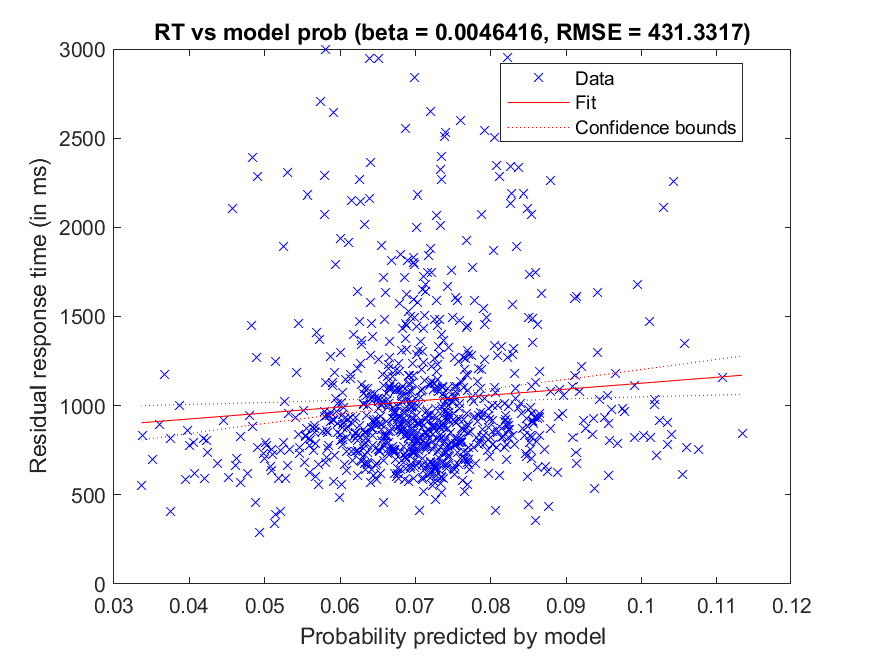 RT vs model prob (beta = 0.0046416, RMSE = 431.3317)
3000
2500
2000
1500
1000
500
0
Residual response time (in ms)
Data
Fit
Confidence bounds
0.03 0.04 0.05 0.06 0.07 0.08 0.09 0.1 0.11 0.12
Probability predicted by model